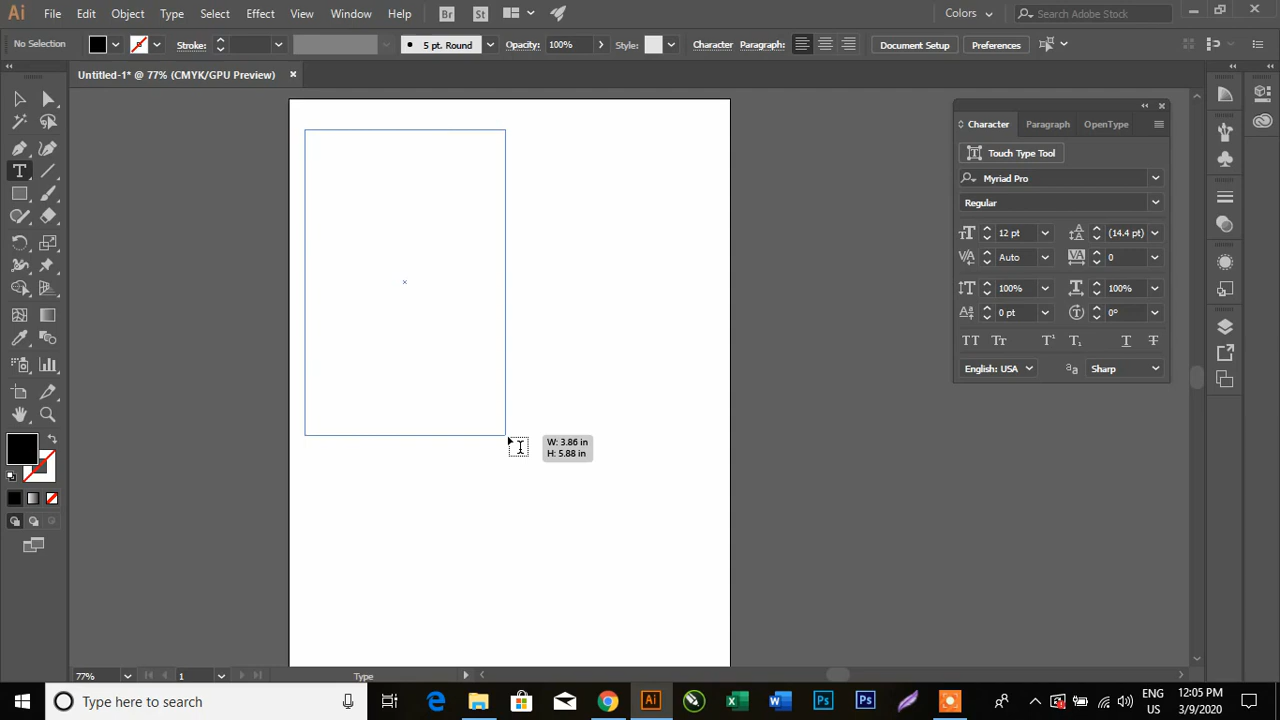 Ai File Edit Object Type Select Effect View Window Help Br St Colors Search Adobe Stock
No Selection Stroke: 5 pt. Round Opacity: 100% Style: Character Paragraph: Document Setup Preferences
Untitled-1* @ 77% (CMYK/GPU Preview)
Character Paragraph OpenType
Touch Type Tool
Myriad Pro
Regular
12 pt (14.4 pt)
Auto 0
100% 100%
0 pt 0°
English: USA Sharp
W: 3.86 in
H: 5.88 in
77% 1 Type
Type here to search
ENG
US
12:05 PM
3/9/2020